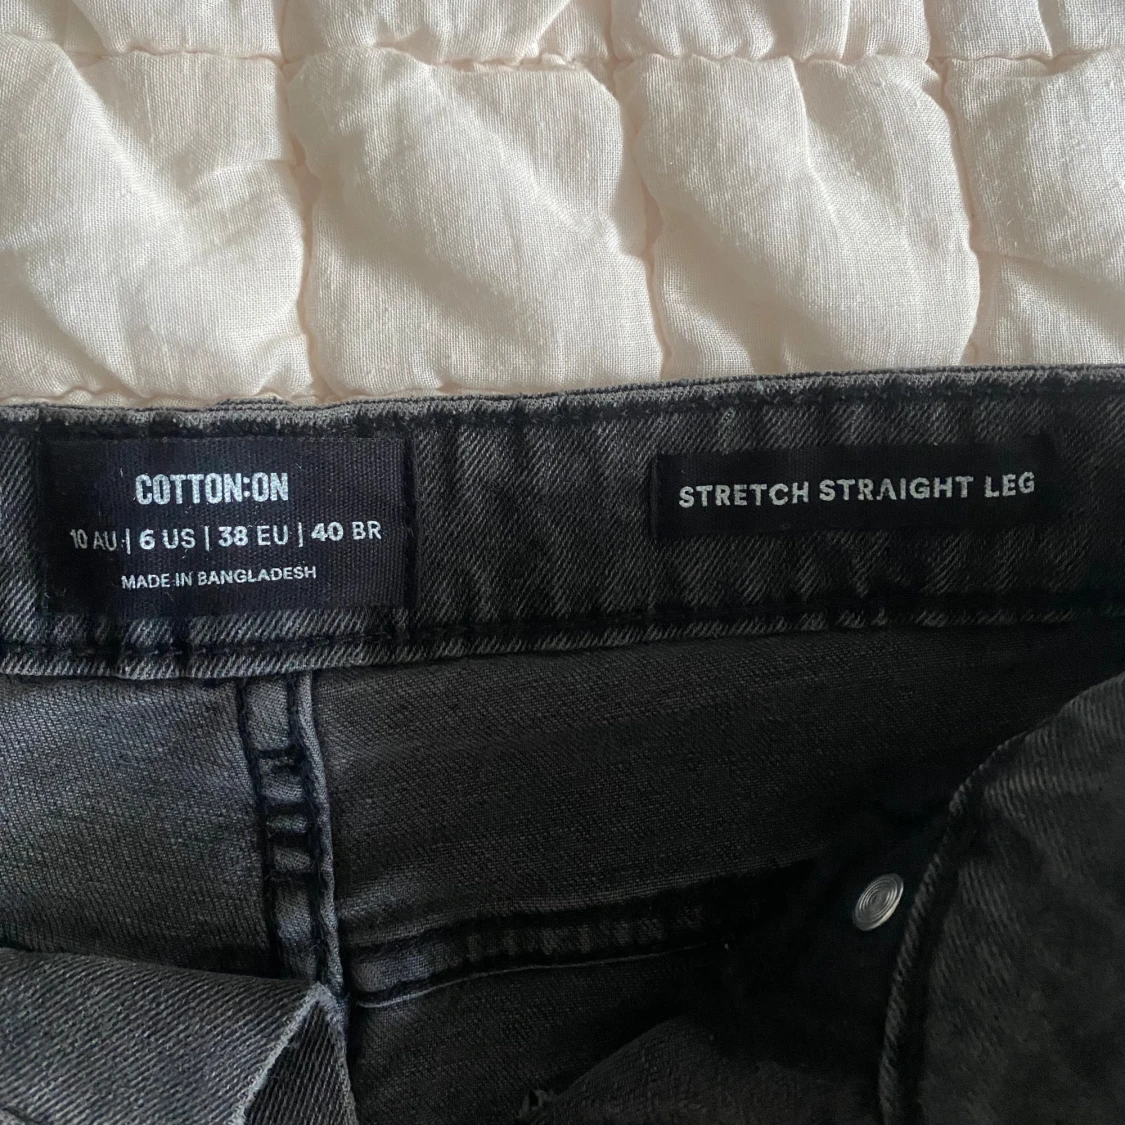 COTTON:ON
10 AU | 6 US | 38 EU | 40 BR
MADE IN BANGLADESH
STRETCH STRAIGHT LEG